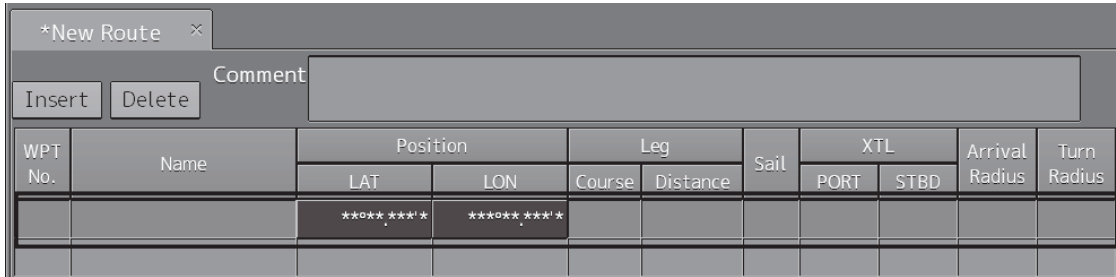 *New Route ×
Comment
Insert Delete
WPT No. Name Position Leg Sail XTL Arrival Radius Turn Radius
LAT LON Course Distance PORT STBD
**º**.***'* ***º**.***'*